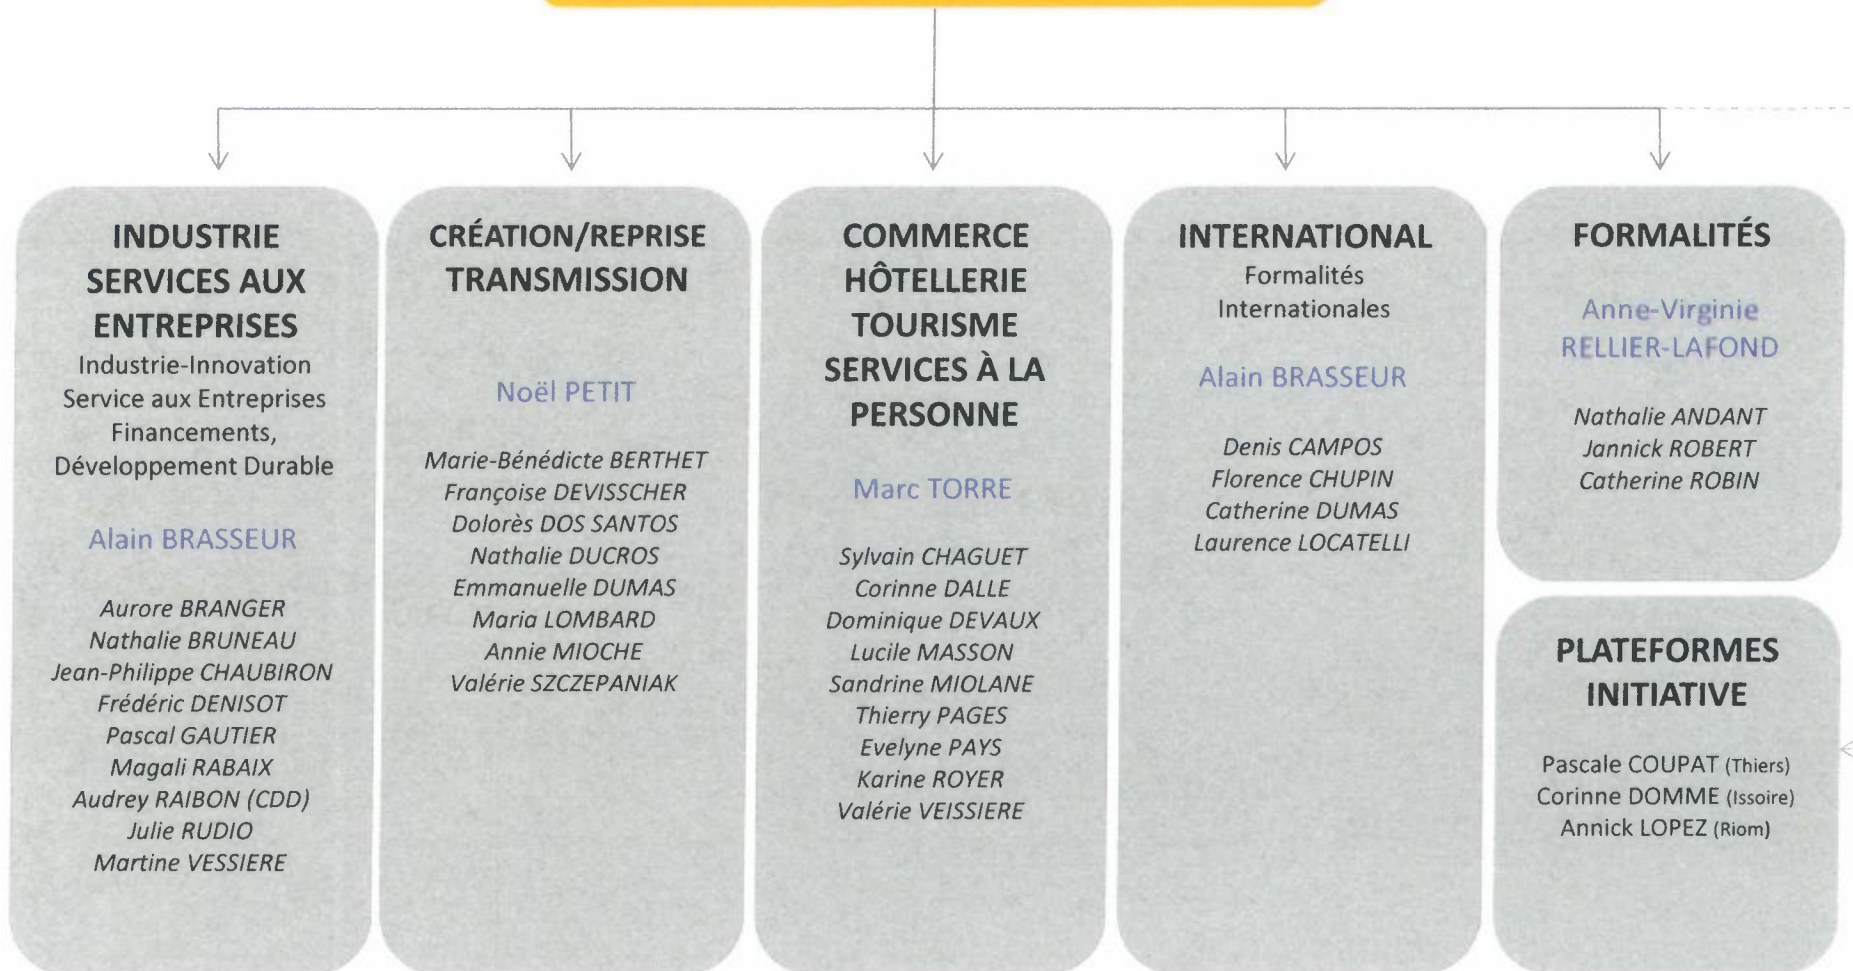 INDUSTRIE
SERVICES AUX
ENTREPRISES
Industrie-Innovation
Service aux Entreprises
Financements,
Développement Durable
Alain BRASSEUR
Aurore BRANGER
Nathalie BRUNEAU
Jean-Philippe CHAUBIRON
Frédéric DENISOT
Pascal GAUTIER
Magali RABAIX
Audrey RAIBON (CDD)
Julie RUDIO
Martine VESSIERE
CRÉATION/REPRISE
TRANSMISSION
Noël PETIT
Marie-Bénédicte BERTHET
Françoise DEVISSCHER
Dolorès DOS SANTOS
Nathalie DUCROS
Emmanuelle DUMAS
Maria LOMBARD
Annie MIOCHE
Valérie SZCZEPANIAK
COMMERCE
HÔTELLERIE
TOURISME
SERVICES À LA
PERSONNE
Marc TORRE
Sylvain CHAGUET
Corinne DALLE
Dominique DEVAUX
Lucile MASSON
Sandrine MIOLANE
Thierry PAGES
Evelyne PAYS
Karine ROYER
Valérie VEISSIERE
INTERNATIONAL
Formalités
Internationales
Alain BRASSEUR
Denis CAMPOS
Florence CHUPIN
Catherine DUMAS
Laurence LOCATELLI
FORMALITÉS
Anne-Virginie
RELLIER-LAFOND
Nathalie ANDANT
Jannick ROBERT
Catherine ROBIN
PLATEFORMES
INITIATIVE
Pascale COUPAT (Thiers)
Corinne DOMME (Issoire)
Annick LOPEZ (Riom)